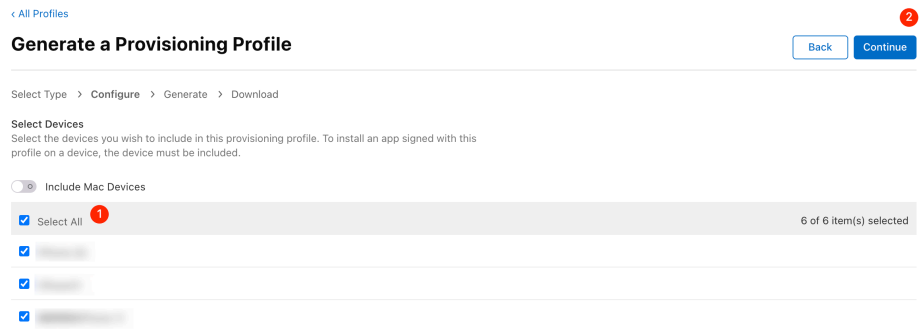 ‹ All Profiles
2
Generate a Provisioning Profile
Back
Continue
Select Type > Configure > Generate > Download
Select Devices
Select the devices you wish to include in this provisioning profile. To install an app signed with this
profile on a device, the device must be included.
Include Mac Devices
Select All
1
6 of 6 item(s) selected